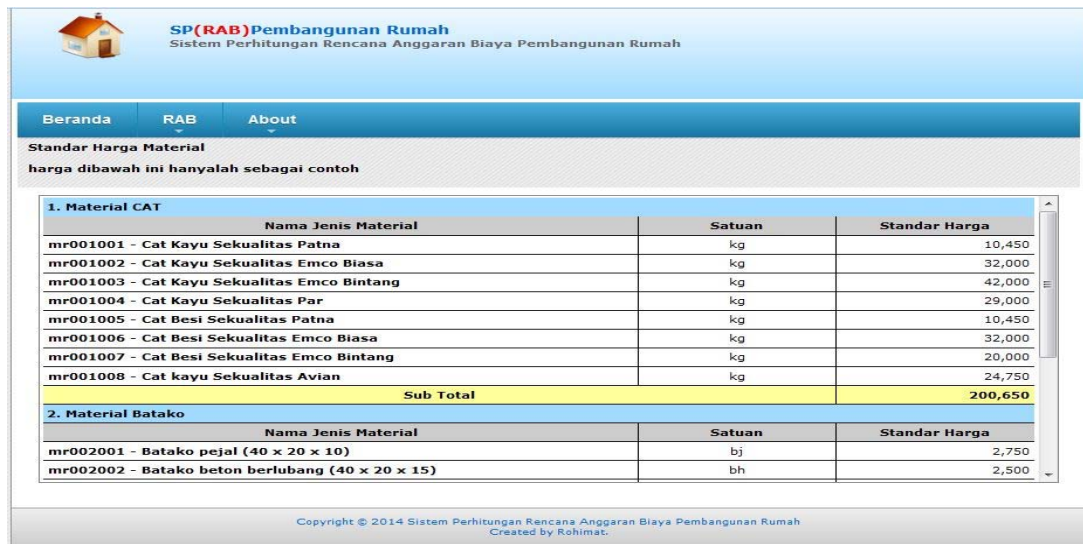 SP(RAB)Pembangunan Rumah
Sistem Perhitungan Rencana Anggaran Biaya Pembangunan Rumah
Beranda RAB About
Standar Harga Material
harga dibawah ini hanyalah sebagai contoh
1. Material CAT
Nama Jenis Material Satuan Standar Harga
mr001001 - Cat Kayu Sekualitas Patna kg 10,450
mr001002 - Cat Kayu Sekualitas Emco Biasa kg 32,000
mr001003 - Cat Kayu Sekualitas Emco Bintang kg 42,000
mr001004 - Cat Kayu Sekualitas Par kg 29,000
mr001005 - Cat Besi Sekualitas Patna kg 10,450
mr001006 - Cat Besi Sekualitas Emco Biasa kg 32,000
mr001007 - Cat Besi Sekualitas Emco Bintang kg 20,000
mr001008 - Cat kayu Sekualitas Avian kg 24,750
Sub Total 200,650
2. Material Batako
Nama Jenis Material Satuan Standar Harga
mr002001 - Batako pejal (40 x 20 x 10) bj 2,750
mr002002 - Batako beton berlubang (40 x 20 x 15) bh 2,500
Copyright © 2014 Sistem Perhitungan Rencana Anggaran Biaya Pembangunan Rumah
Created by Rohimat.